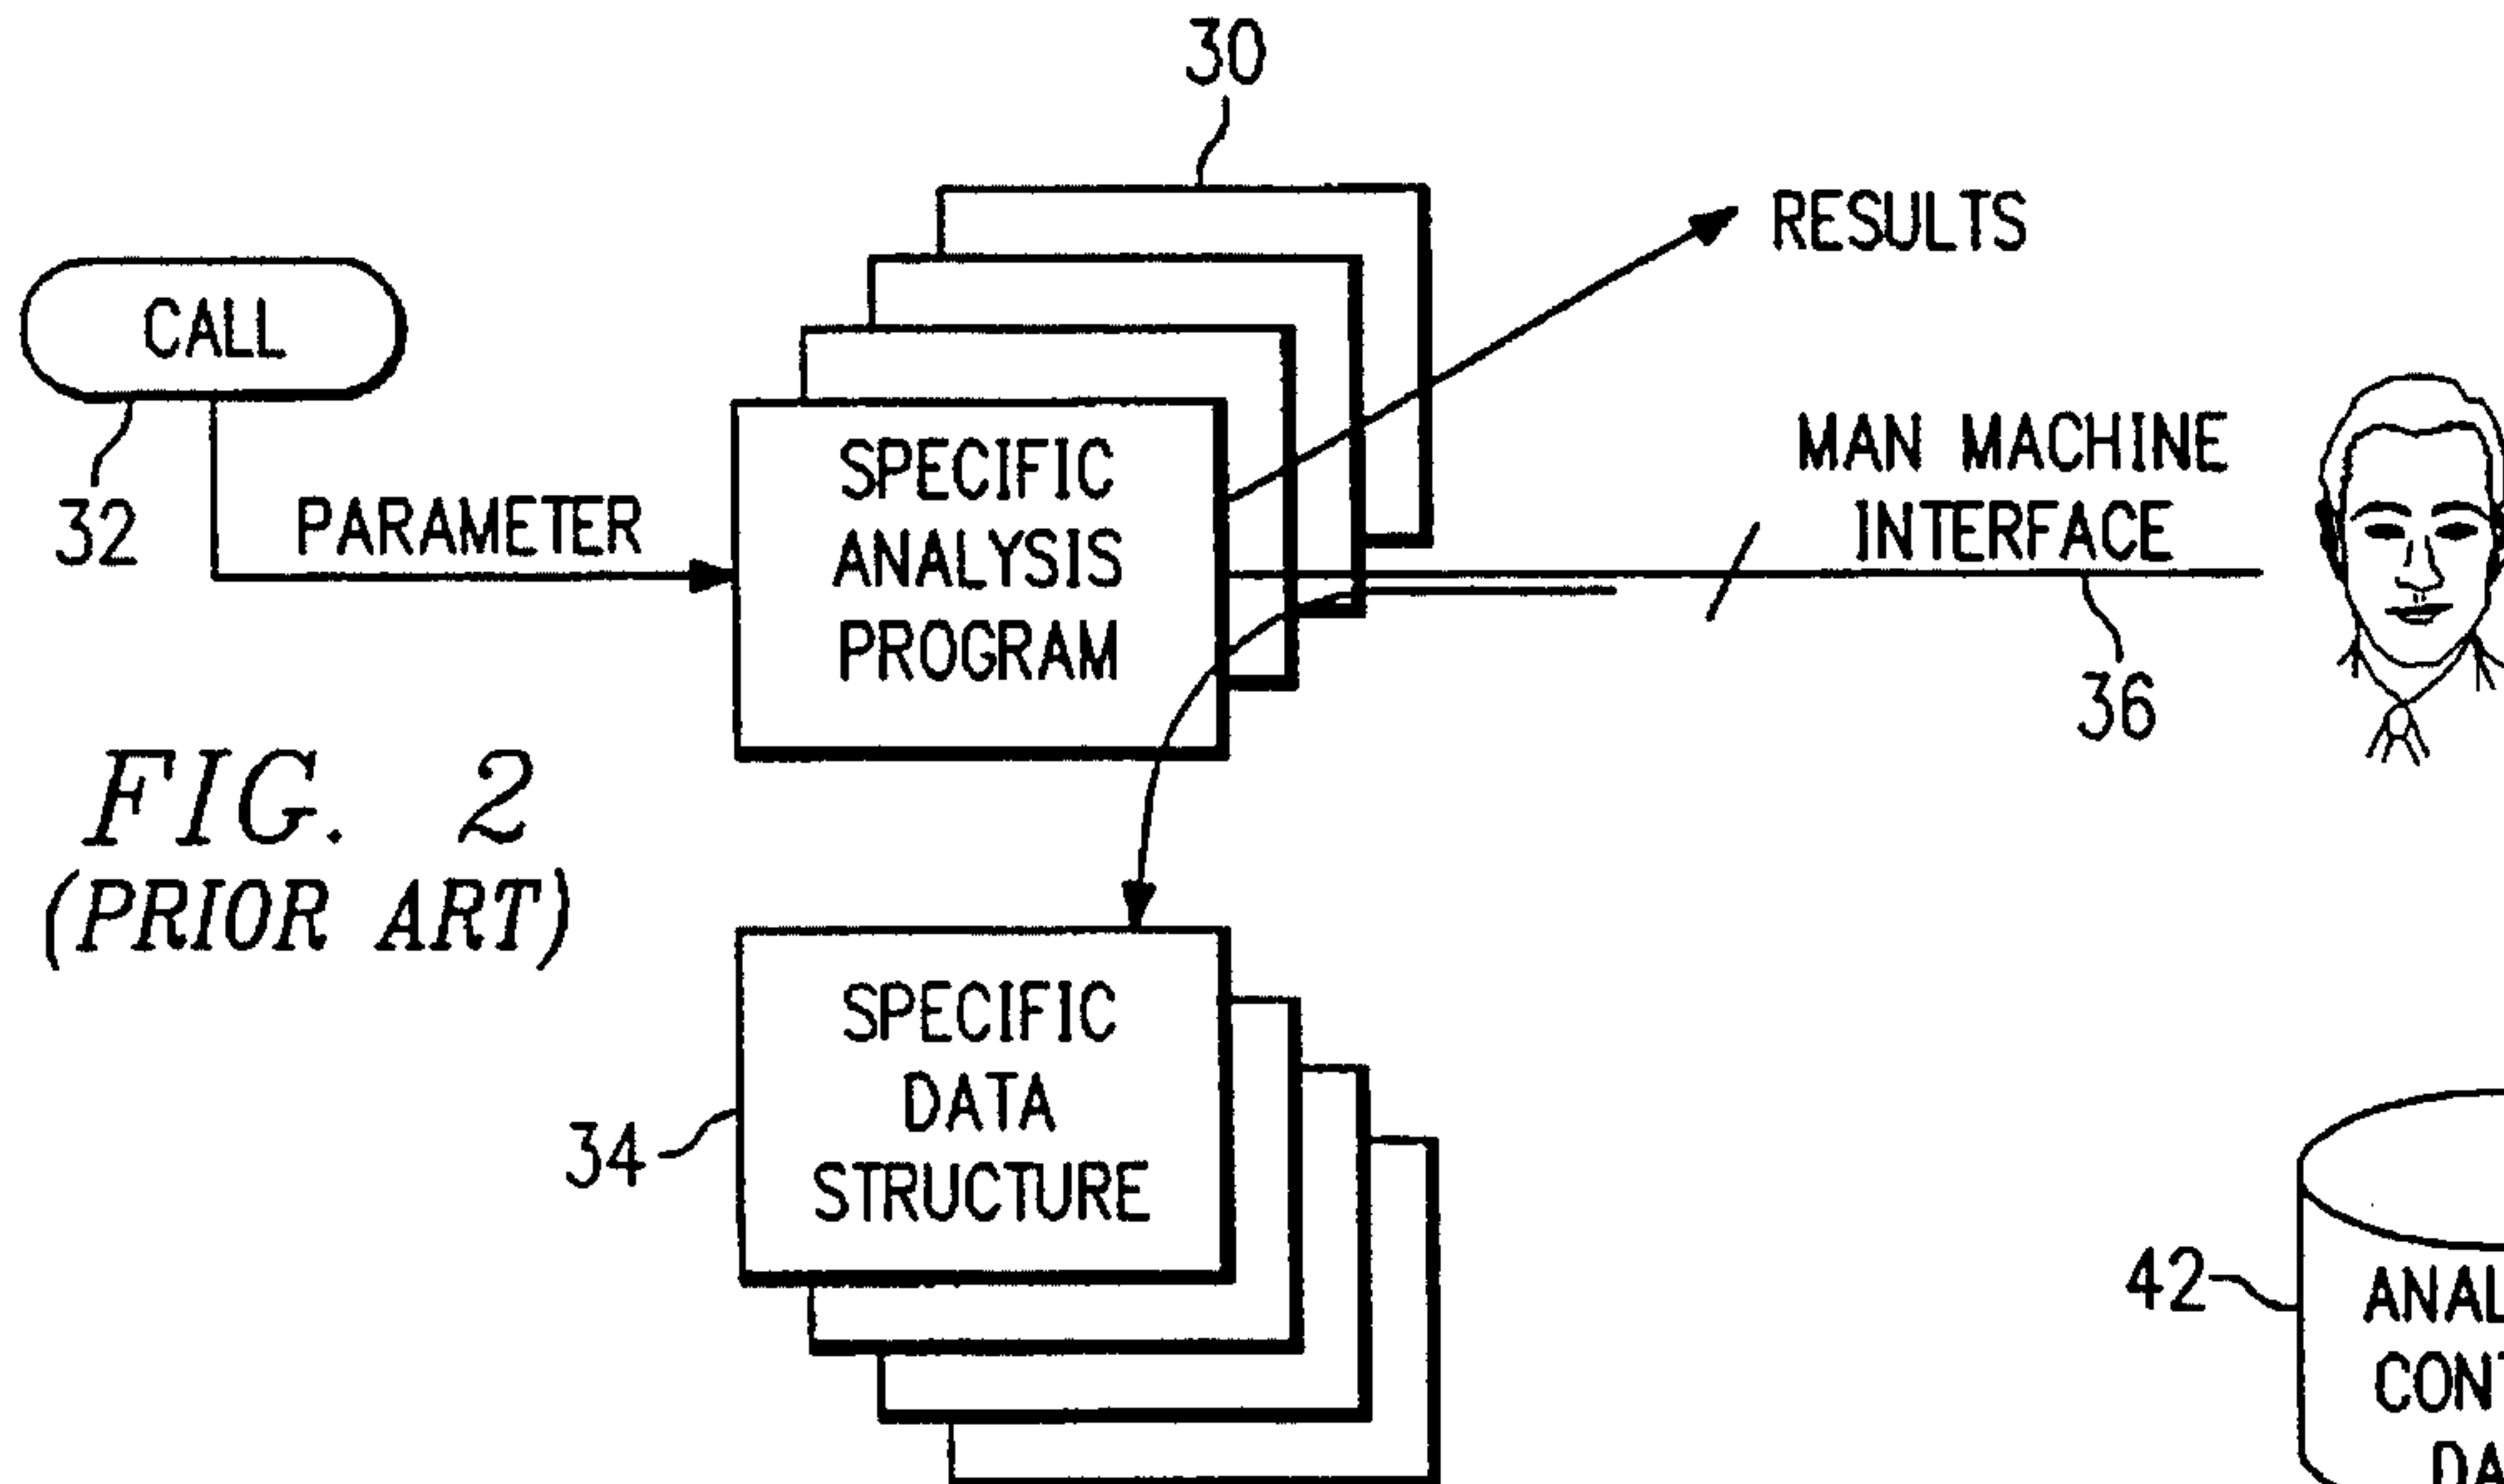 30
RESULTS
CALL
32
PARAMETER
SPECIFIC
ANALYSIS
PROGRAM
MAN MACHINE
INTERFACE
36
FIG. 2
(PRIOR ART)
SPECIFIC
DATA
STRUCTURE
34
42